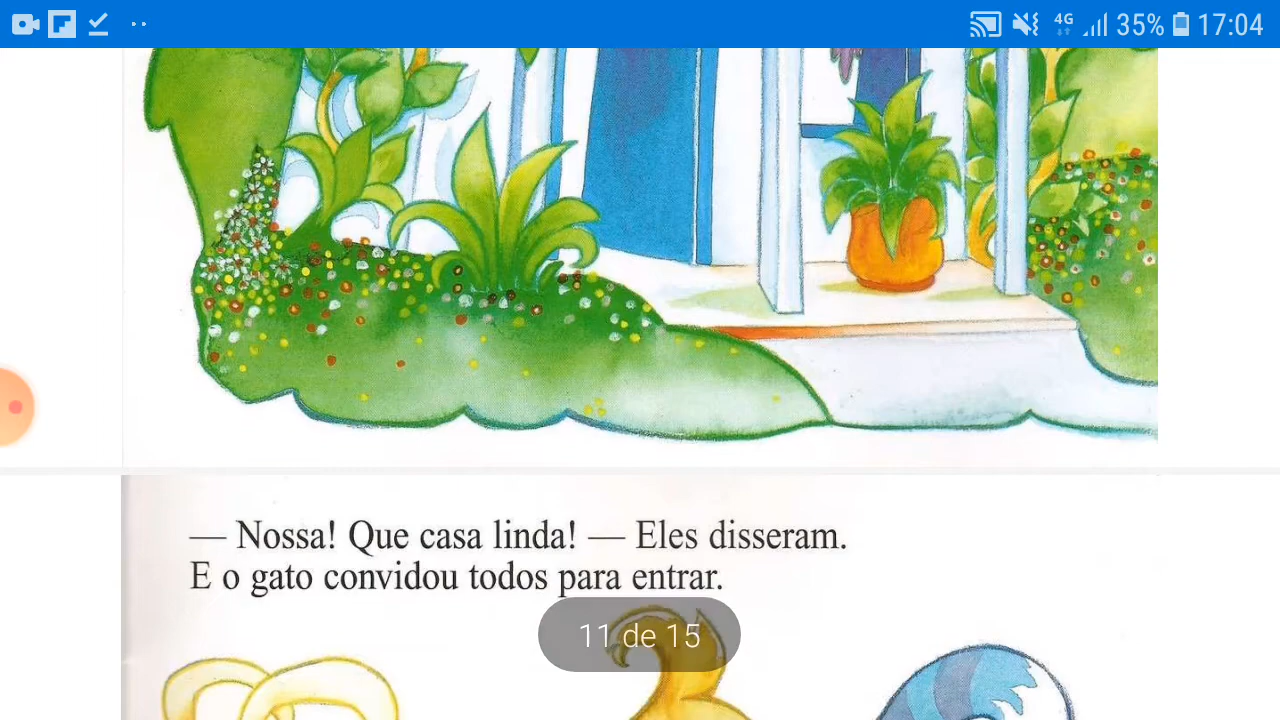 4G 35% 17:04
— Nossa! Que casa linda! — Eles disseram.
E o gato convidou todos para entrar.
11 de 15